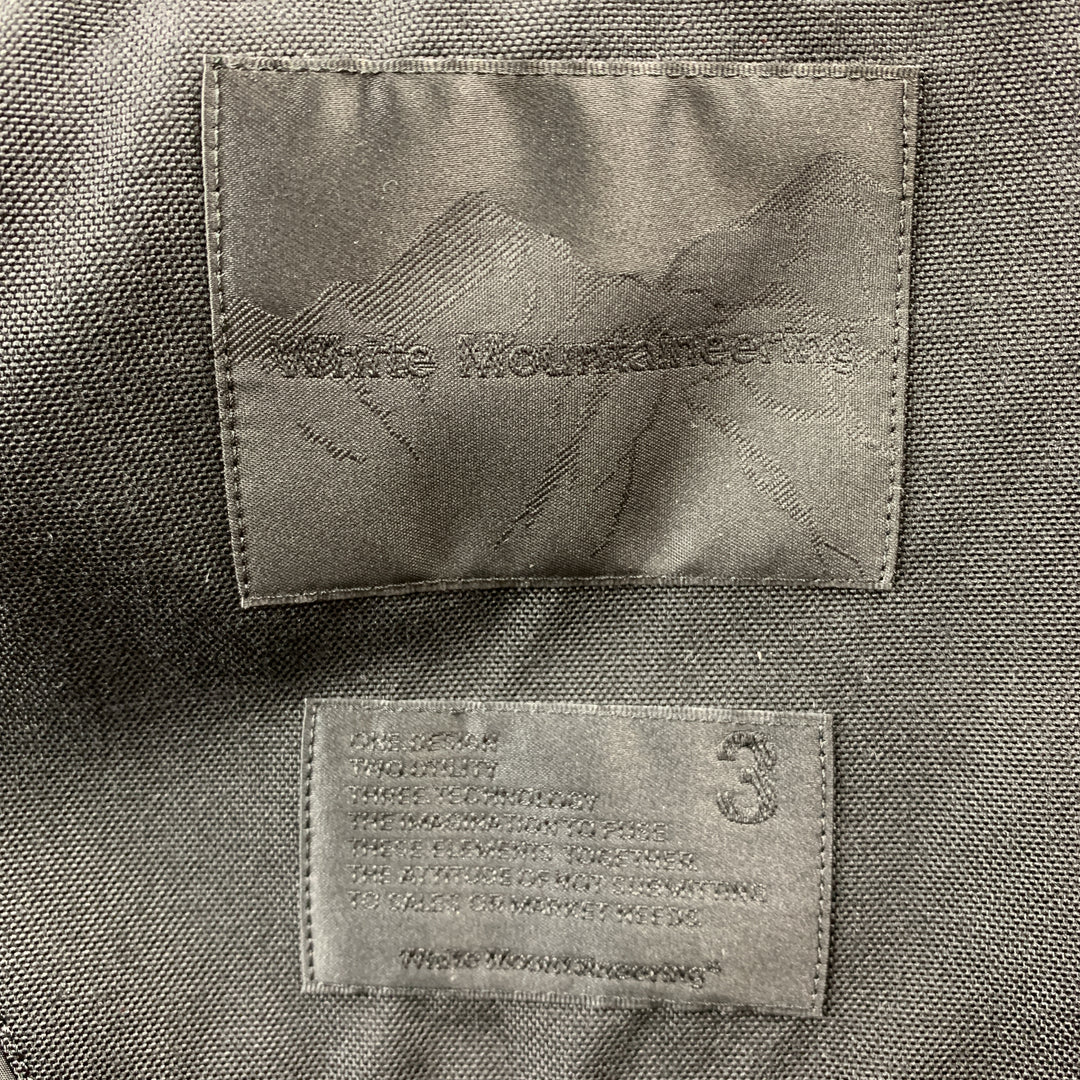 White Mountaineering
3
ONE.DESIGN
TWO.UTILITY
THREE.TECHNOLOGY
THE IMAGINATION TO FUSE
THESE ELEMENTS TOGETHER.
THE ATTITUDE OF NOT SUBMITTING
TO SALES OR MARKET NEEDS.
White Mountaineering®